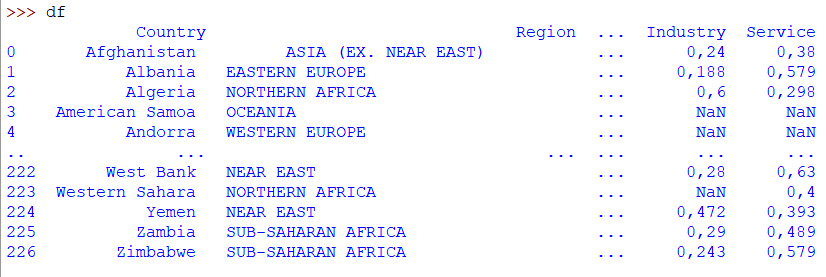 >>> df
Country Region ... Industry Service
0 Afghanistan ASIA (EX. NEAR EAST) ... 0,24 0,38
1 Albania EASTERN EUROPE ... 0,188 0,579
2 Algeria NORTHERN AFRICA ... 0,6 0,298
3 American Samoa OCEANIA ... NaN NaN
4 Andorra WESTERN EUROPE ... NaN NaN
.. ... ... ... ... ...
222 West Bank NEAR EAST ... 0,28 0,63
223 Western Sahara NORTHERN AFRICA ... NaN 0,4
224 Yemen NEAR EAST ... 0,472 0,393
225 Zambia SUB-SAHARAN AFRICA ... 0,29 0,489
226 Zimbabwe SUB-SAHARAN AFRICA ... 0,243 0,579